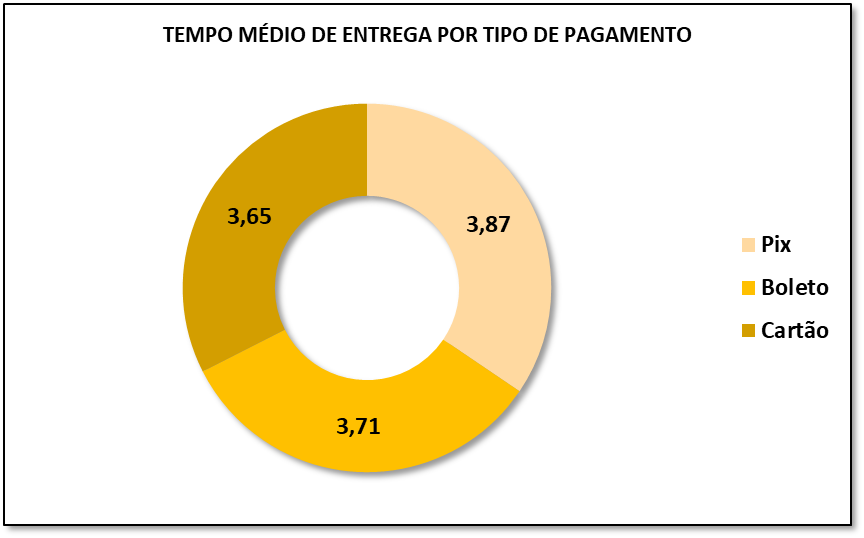 TEMPO MÉDIO DE ENTREGA POR TIPO DE PAGAMENTO
3,65
3,87
3,71
Pix
Boleto
Cartão